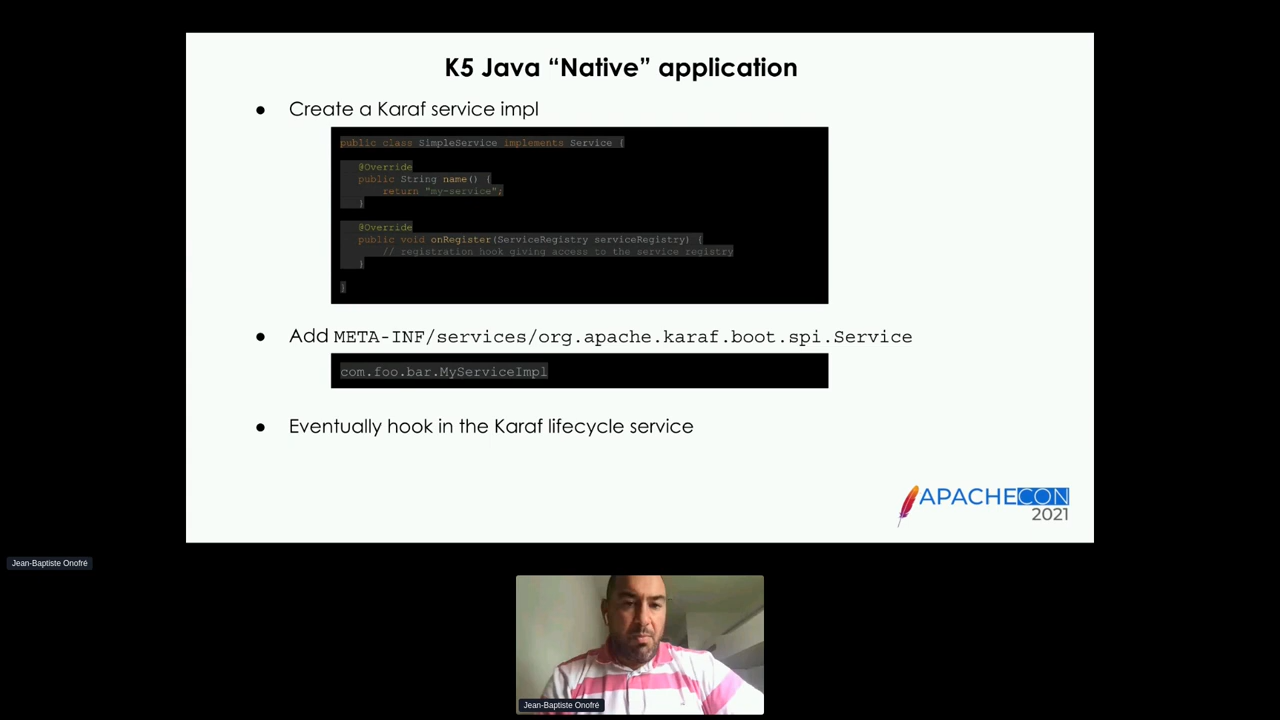 K5 Java “Native” application
● Create a Karaf service impl
public class SimpleService implements Service {
@Override
public String name() {
return "my-service";
}
@Override
public void onRegister(ServiceRegistry serviceRegistry) {
// registration hook giving access to the service registry
}
}
● Add META-INF/services/org.apache.karaf.boot.spi.Service
com.foo.bar.MyServiceImpl
● Eventually hook in the Karaf lifecycle service
APACHECON
2021
Jean-Baptiste Onofré
Jean-Baptiste Onofré